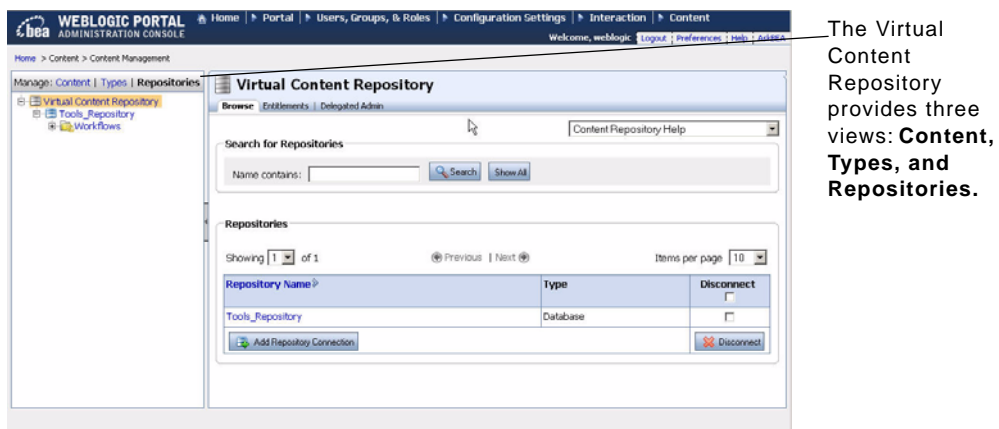 bea WEBLOGIC PORTAL
ADMINISTRATION CONSOLE
Home | Portal | Users, Groups, & Roles | Configuration Settings | Interaction | Content
Welcome, weblogic Logout | Preferences | Help | AskBEA
Home > Content > Content Management
Manage: Content | Types | Repositories
Virtual Content Repository
Tools_Repository
Workflows
Virtual Content Repository
Browse Entitlements | Delegated Admin
Content Repository Help
Search for Repositories
Name contains: Search Show All
Repositories
Showing 1 of 1 Previous | Next Items per page 10
Repository Name Type Disconnect
Tools_Repository Database
Add Repository Connection Disconnect
The Virtual
Content
Repository
provides three
views: Content,
Types, and
Repositories.